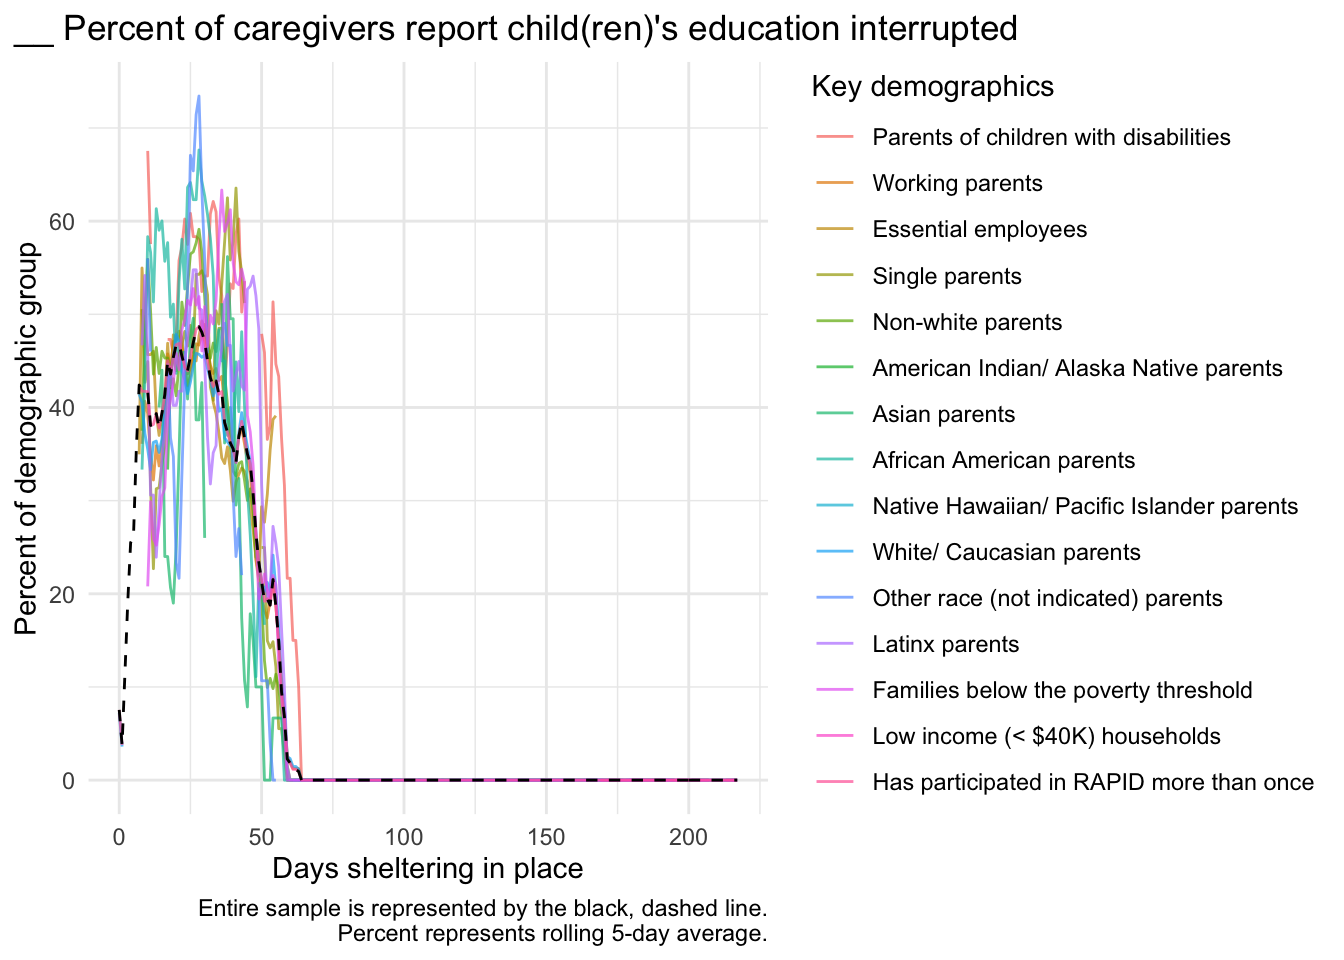 __ Percent of caregivers report child(ren)'s education interrupted
Percent of demographic group
60
40
20
0
0 50 100 150 200
Days sheltering in place
Entire sample is represented by the black, dashed line.
Percent represents rolling 5-day average.
Key demographics
Parents of children with disabilities
Working parents
Essential employees
Single parents
Non-white parents
American Indian/ Alaska Native parents
Asian parents
African American parents
Native Hawaiian/ Pacific Islander parents
White/ Caucasian parents
Other race (not indicated) parents
Latinx parents
Families below the poverty threshold
Low income (< $40K) households
Has participated in RAPID more than once